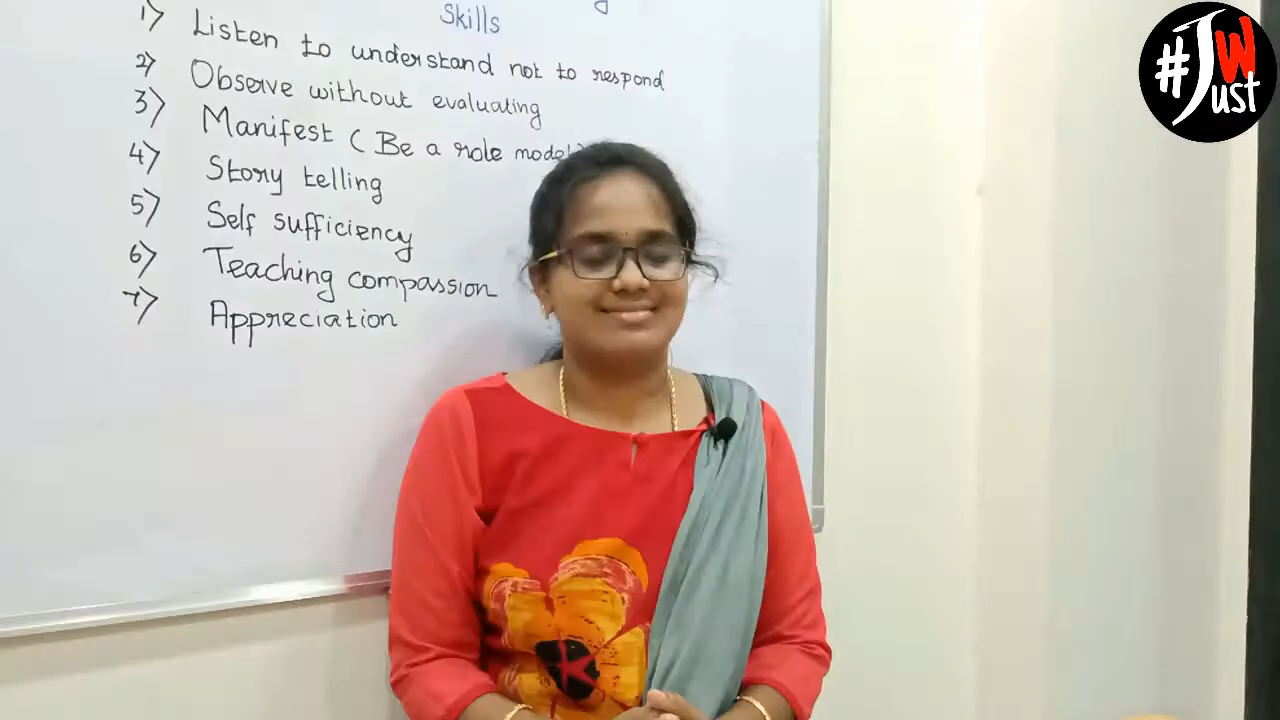 Skills
1) Listen to understand not to respond
2) Observe without evaluating
3) Manifest (Be a role model)
4) Story telling
5) Self sufficiency
6) Teaching compassion
7) Appreciation
#JustW